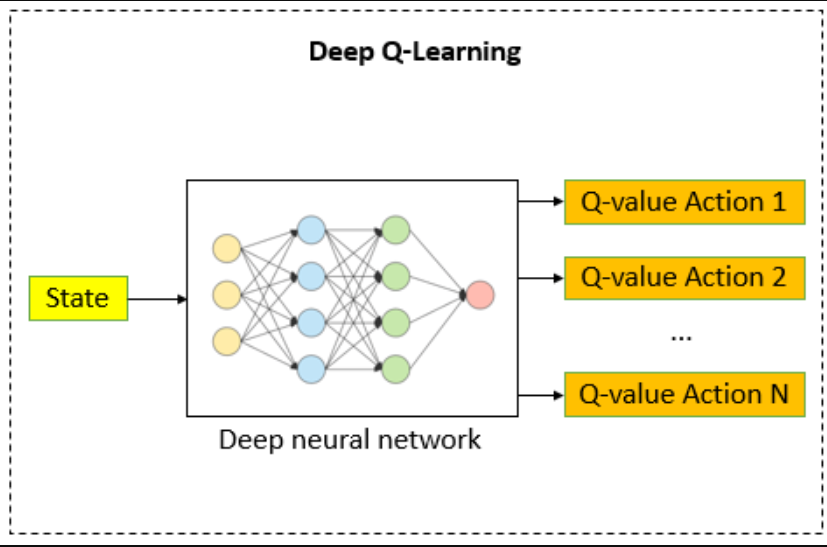 Deep Q-Learning
State
Q-value Action 1
Q-value Action 2
...
Q-value Action N
Deep neural network